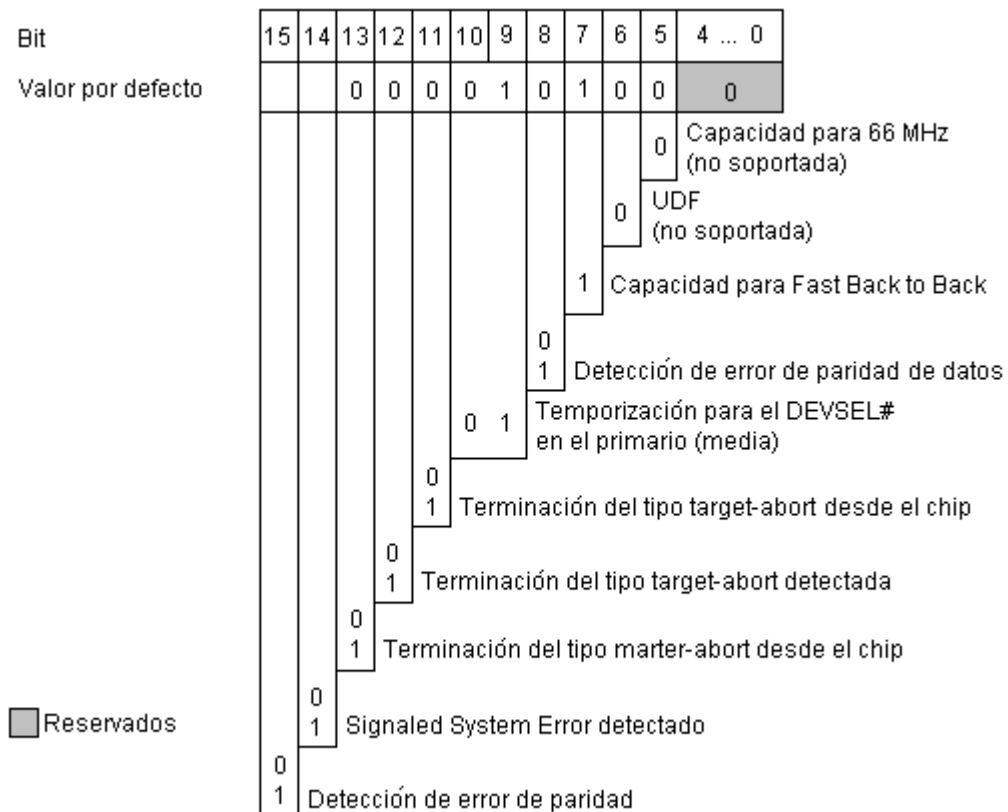 Bit 15 14 13 12 11 10 9 8 7 6 5 4 ... 0
Valor por defecto 0 0 0 0 1 0 1 0 0 0
0 Capacidad para 66 MHz
(no soportada)
0 UDF
(no soportada)
1 Capacidad para Fast Back to Back
0
1 Detección de error de paridad de datos
0 1 Temporización para el DEVSEL#
en el primario (media)
0
1 Terminación del tipo target-abort desde el chip
0
1 Terminación del tipo target-abort detectada
0
1 Terminación del tipo marter-abort desde el chip
0
1 Signaled System Error detectado
Reservados
0
1 Detección de error de paridad